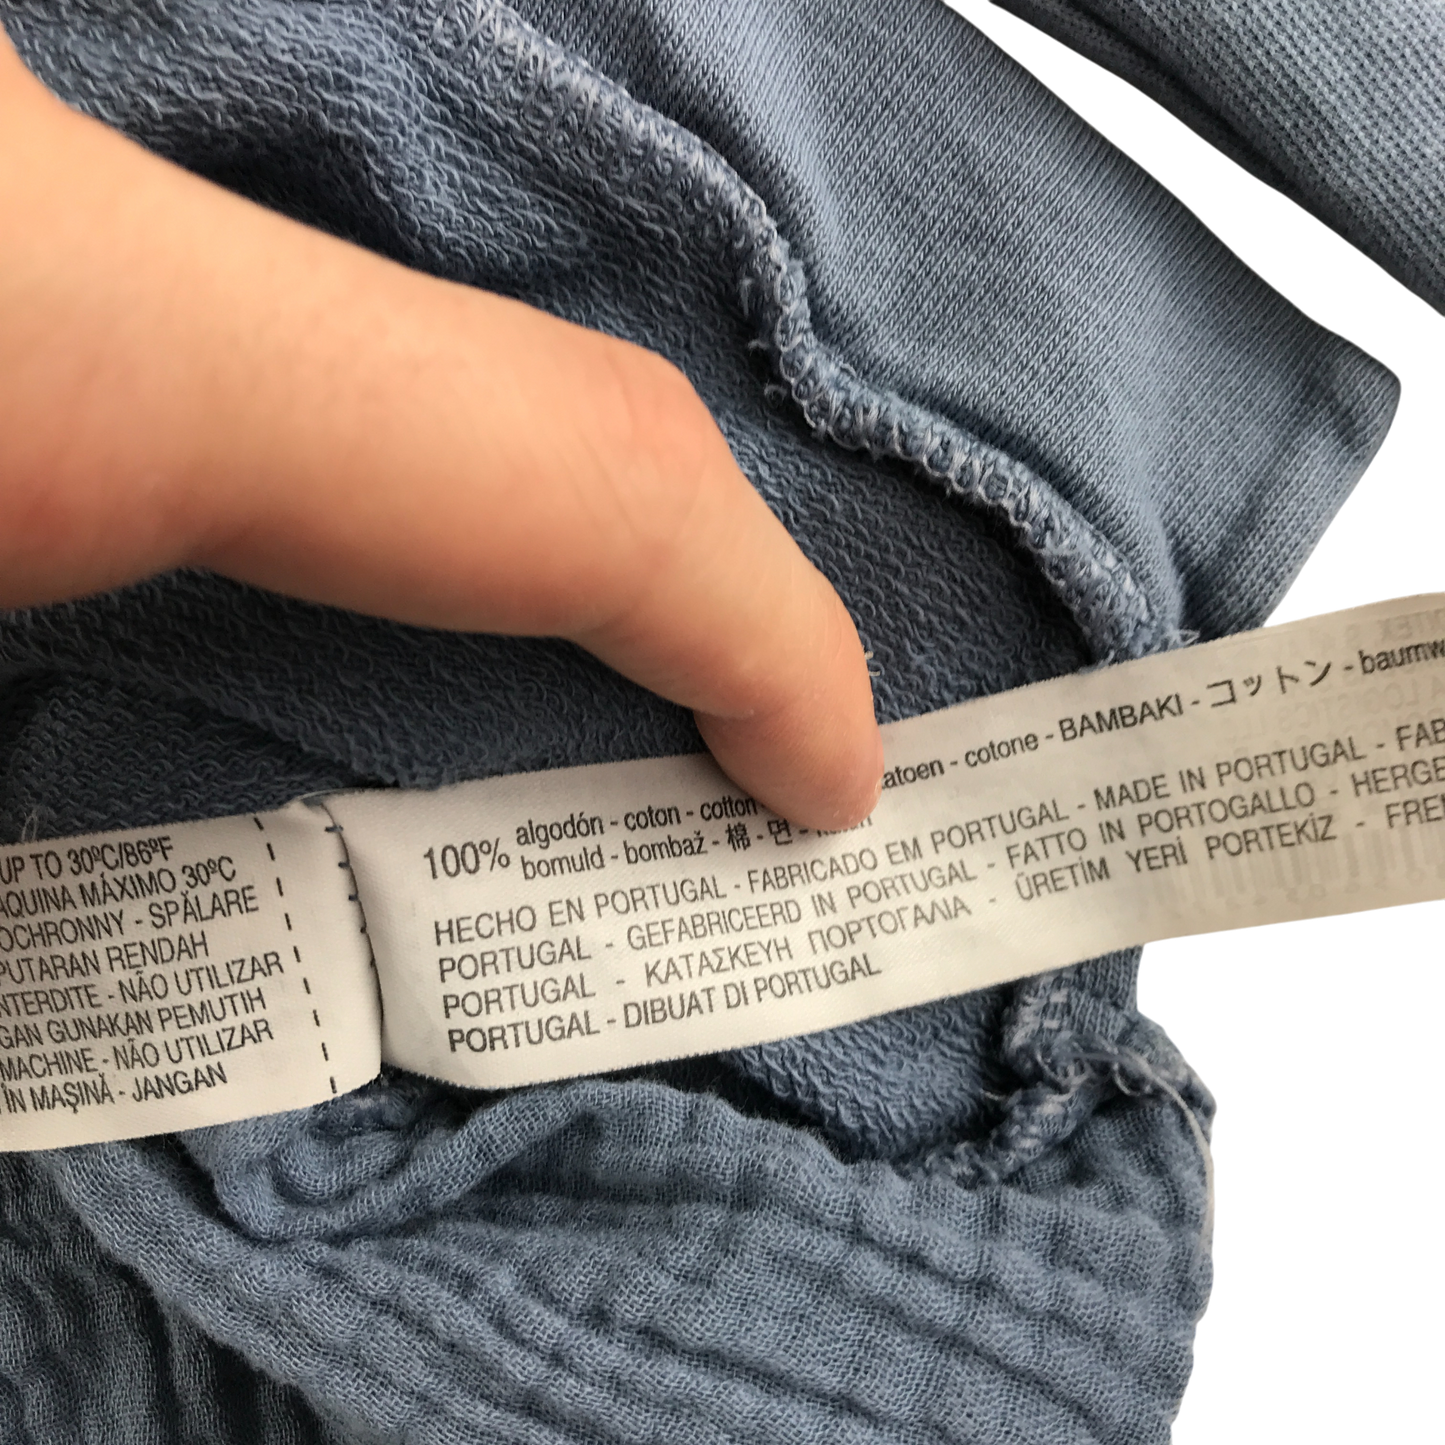 UP TO 30ºC/86ºF
MÁXIMO 30ºC
OCHRONNY - SPĂLARE
PUTARAN RENDAH
NTERDITE - NÃO UTILIZAR
GAN GUNAKAN PEMUTIH
MACHINE - NÃO UTILIZAR
ÎN MAŞINĂ - JANGAN
100% algodón - coton - cotton - atoen - cotone - BAMBAKI - コットン - baumw
bomuld - bombaž - 棉 - 면 -
HECHO EN PORTUGAL - FABRICADO EM PORTUGAL - MADE IN PORTUGAL - FAB
PORTUGAL - GEFABRICEERD IN PORTUGAL - FATTO IN PORTOGALLO - HERGE
PORTUGAL - ΚΑΤΑΣΚΕΥΗ ΠΟΡΤΟΓΑΛΙΑ - ÜRETİM YERİ PORTEKİZ - FREM
PORTUGAL - DIBUAT DI PORTUGAL